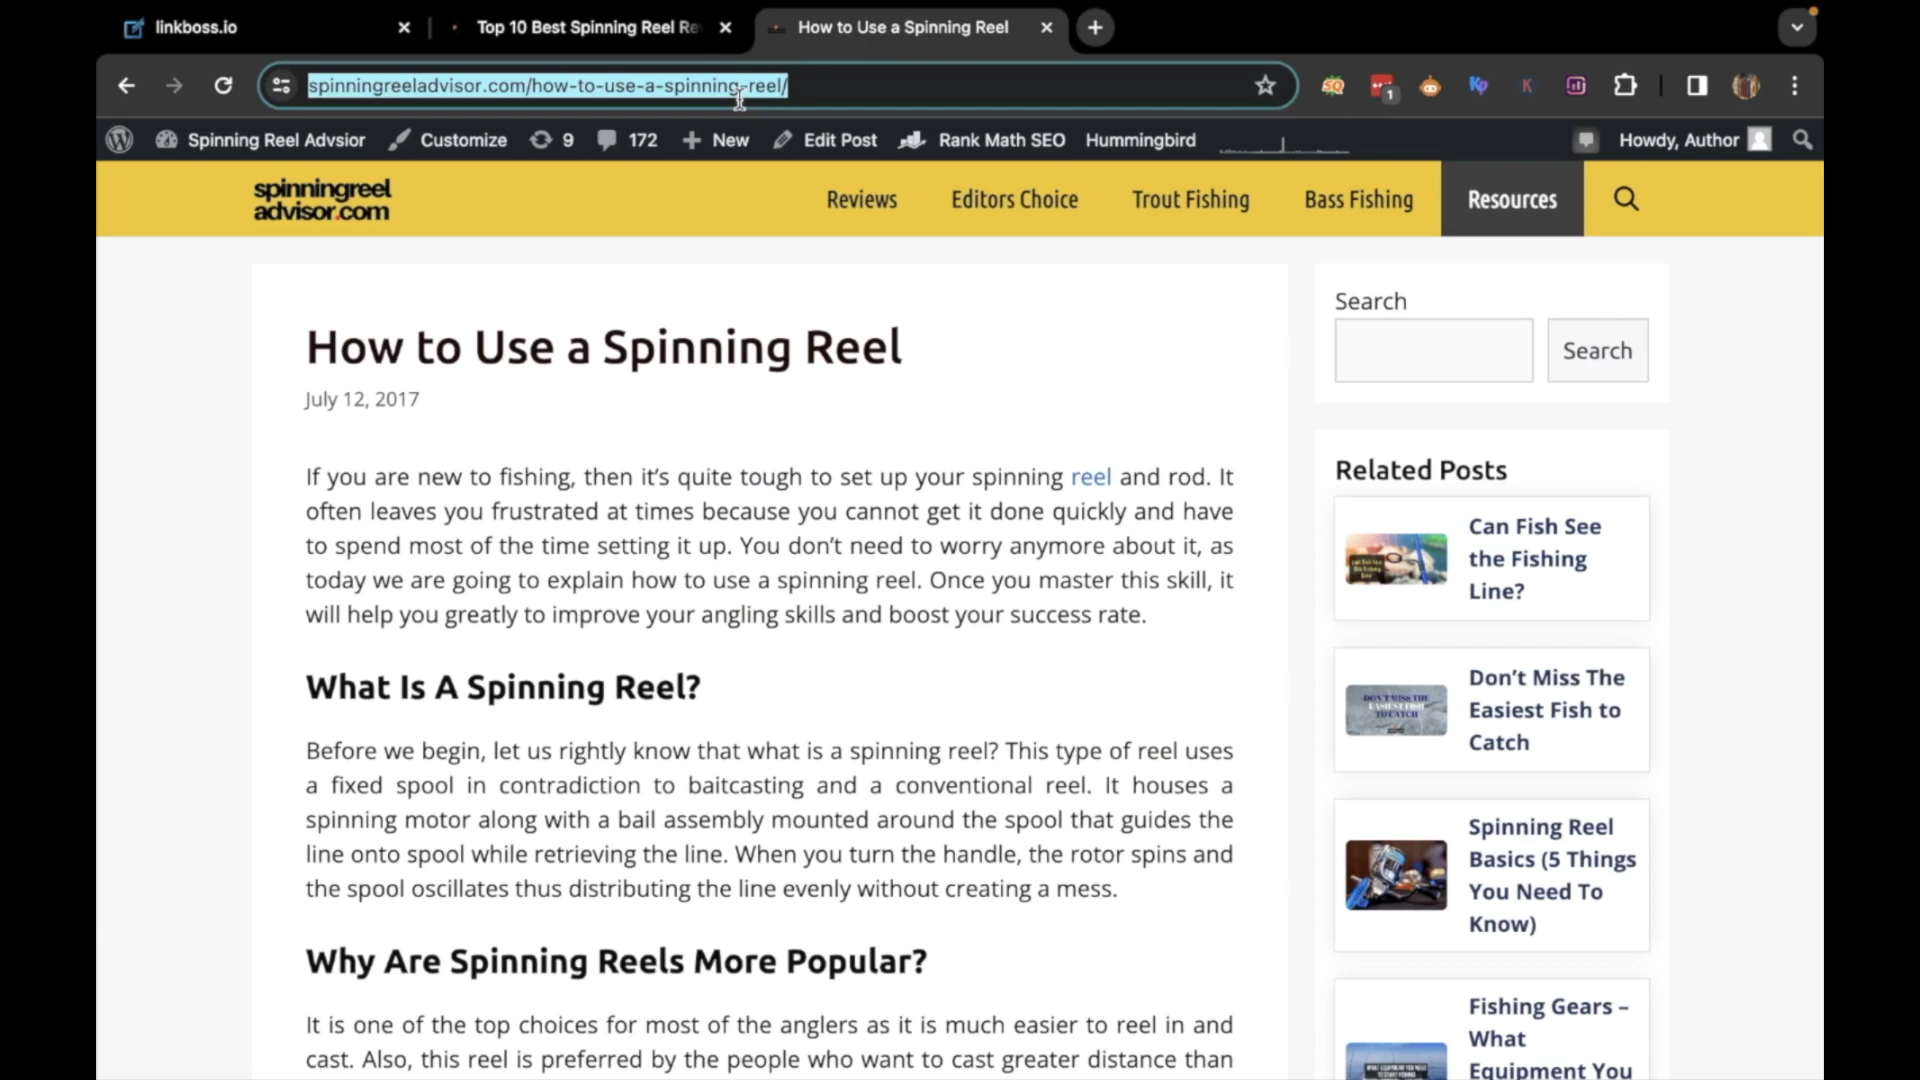 linkboss.io
Top 10 Best Spinning Reel Re
How to Use a Spinning Reel
spinningreeladvisor.com/how-to-use-a-spinning-reel/
SQ
1
Kp
K
Spinning Reel Advsior
Customize
9
172
New
Edit Post
Rank Math SEO
Hummingbird
Howdy, Author
spinningreel
advisor.com
Reviews
Editors Choice
Trout Fishing
Bass Fishing
Resources
How to Use a Spinning Reel
July 12, 2017
If you are new to fishing, then it's quite tough to set up your spinning reel and rod. It
often leaves you frustrated at times because you cannot get it done quickly and have
to spend most of the time setting it up. You don't need to worry anymore about it, as
today we are going to explain how to use a spinning reel. Once you master this skill, it
will help you greatly to improve your angling skills and boost your success rate.
What Is A Spinning Reel?
Before we begin, let us rightly know that what is a spinning reel? This type of reel uses
a fixed spool in contradiction to baitcasting and a conventional reel. It houses a
spinning motor along with a bail assembly mounted around the spool that guides the
line onto spool while retrieving the line. When you turn the handle, the rotor spins and
the spool oscillates thus distributing the line evenly without creating a mess.
Why Are Spinning Reels More Popular?
It is one of the top choices for most of the anglers as it is much easier to reel in and
cast. Also, this reel is preferred by the people who want to cast greater distance than
Search
Search
Related Posts
Can Fish See
the Fishing
Line?
DON'T MISS THE
EASIEST FISH
TO CATCH
Don't Miss The
Easiest Fish to
Catch
Spinning Reel
Basics (5 Things
You Need To
Know)
Fishing Gears –
What
Equipment You